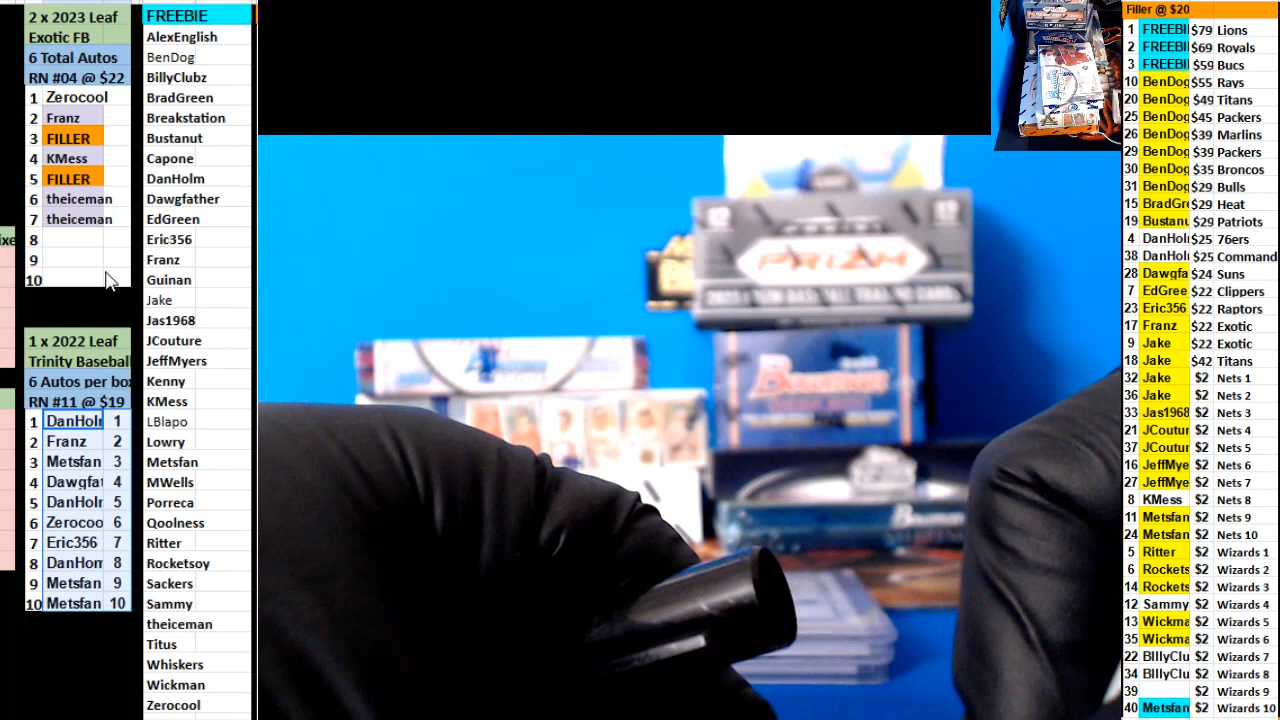 2 x 2023 Leaf
Exotic FB
6 Total Autos
RN #04 @ $22
1 Zerocool
2 Franz
3 FILLER
4 KMess
5 FILLER
6 theiceman
7 theiceman
8
9
10
1 x 2022 Leaf
Trinity Baseball
6 Autos per box
RN #11 @ $19
1 DanHolm 1
2 Franz 2
3 Metsfan 3
4 Dawgfat 4
5 DanHolm 5
6 Zerocoo 6
7 Eric356 7
8 DanHom 8
9 Metsfan 9
10 Metsfan 10
FREEBIE
AlexEnglish
BenDog
BillyClubz
BradGreen
Breakstation
Bustanut
Capone
DanHolm
Dawgfather
EdGreen
Eric356
Franz
Guinan
Jake
Jas1968
JCouture
JeffMyers
Kenny
KMess
LBlapo
Lowry
Metsfan
MWells
Porreca
Qoolness
Ritter
Rocketsoy
Sackers
Sammy
theiceman
Titus
Whiskers
Wickman
Zerocool
PRIZM
Bowman
Filler @ $20
1 FREEBI $79 Lions
2 FREEBI $69 Royals
3 FREEBI $59 Bucs
10 BenDog $55 Rays
20 BenDog $49 Titans
25 BenDog $45 Packers
26 BenDog $39 Marlins
29 BenDog $39 Packers
30 BenDog $35 Broncos
31 BenDog $29 Bulls
15 BradGre $29 Heat
19 Bustanu $29 Patriots
4 DanHolm $25 76ers
38 DanHolm $25 Command
28 Dawgfa $24 Suns
7 EdGree $22 Clippers
23 Eric356 $22 Raptors
17 Franz $22 Exotic
9 Jake $22 Exotic
18 Jake $42 Titans
32 Jake $2 Nets 1
36 Jake $2 Nets 2
33 Jas1968 $2 Nets 3
21 JCoutur $2 Nets 4
37 JCoutur $2 Nets 5
16 JeffMye $2 Nets 6
27 JeffMye $2 Nets 7
8 KMess $2 Nets 8
11 Metsfan $2 Nets 9
24 Metsfan $2 Nets 10
5 Ritter $2 Wizards 1
6 Rockets $2 Wizards 2
14 Rockets $2 Wizards 3
12 Sammy $2 Wizards 4
13 Wickma $2 Wizards 5
35 Wickma $2 Wizards 6
22 BIllyClu $2 Wizards 7
34 BIllyClu $2 Wizards 8
39 $2 Wizards 9
40 Metsfan $2 Wizards 10